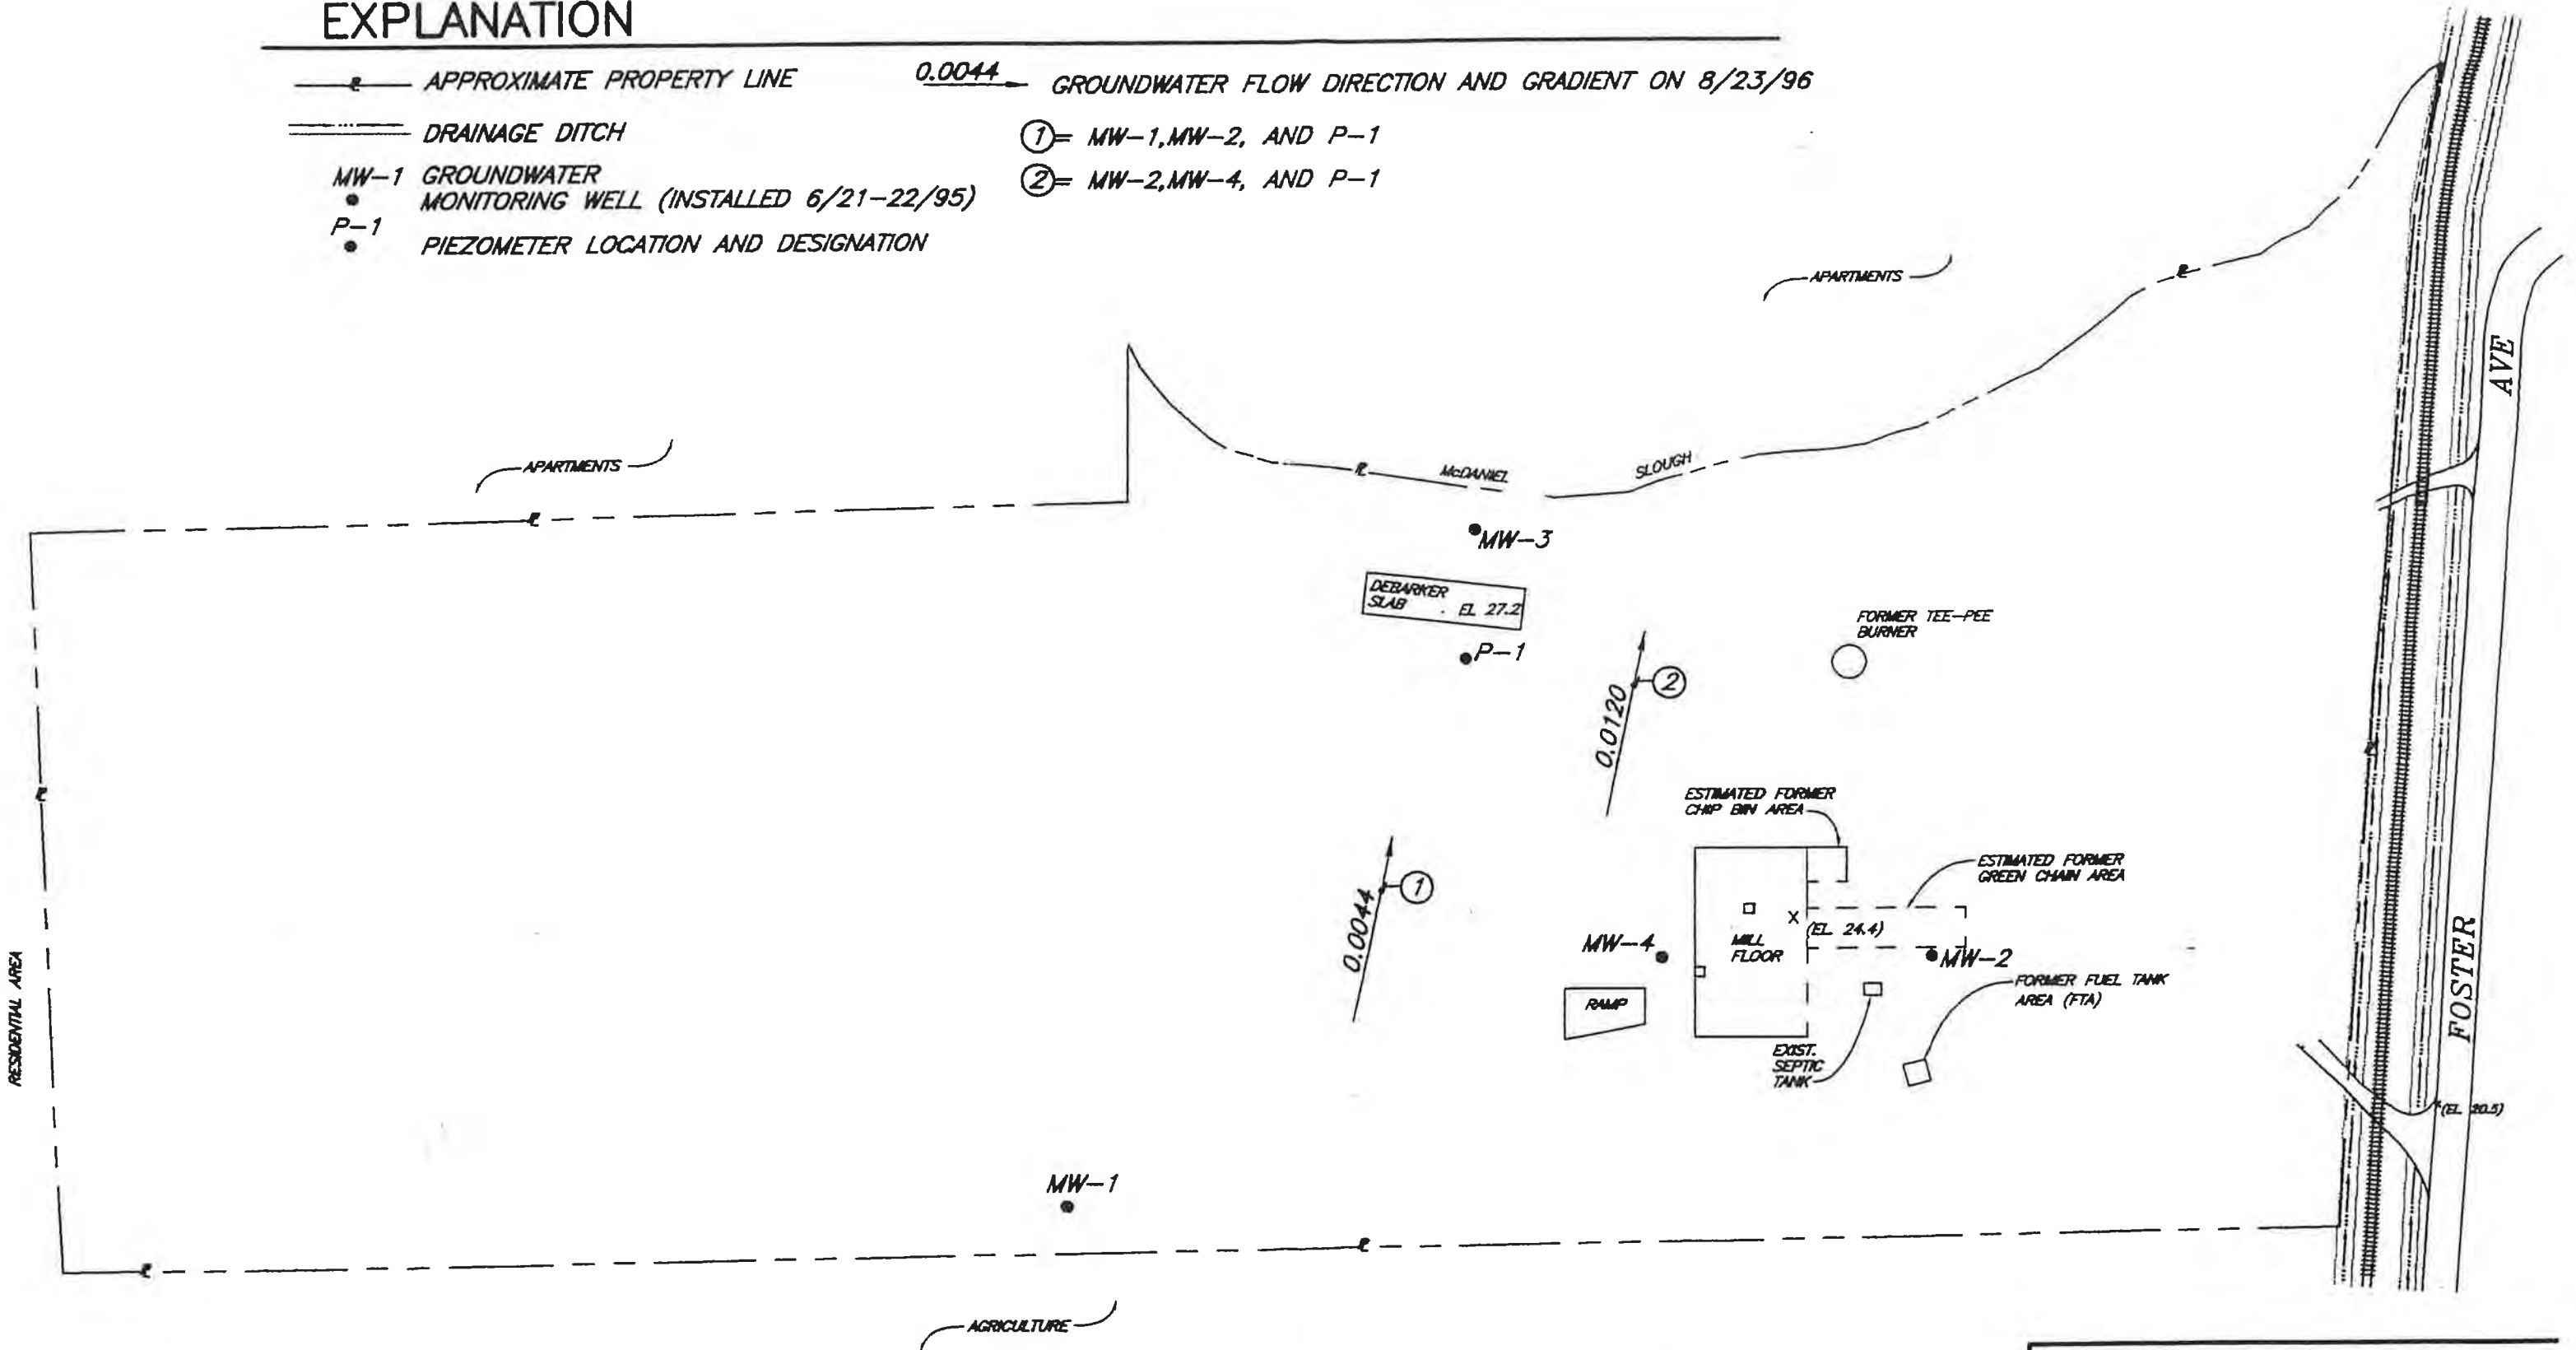 EXPLANATION
APPROXIMATE PROPERTY LINE
DRAINAGE DITCH
MW-1 GROUNDWATER
MONITORING WELL (INSTALLED 6/21-22/95)
P-1
PIEZOMETER LOCATION AND DESIGNATION
0.0044 GROUNDWATER FLOW DIRECTION AND GRADIENT ON 8/23/96
1 = MW-1,MW-2, AND P-1
2 = MW-2,MW-4, AND P-1
APARTMENTS
AVE
APARTMENTS
McDANIEL
SLOUGH
MW-3
DEBARKER
SLAB . EL 27.2
FORMER TEE-PEE
BURNER
P-1
2
0.0120
ESTIMATED FORMER
CHIP BIN AREA
ESTIMATED FORMER
GREEN CHAIN AREA
1
0.0044
X
(EL. 24.4)
MILL
FLOOR
MW-4
MW-2
RAMP
FORMER FUEL TANK
AREA (FTA)
FOSTER
RESIDENTIAL AREA
EXIST.
SEPTIC
TANK
(EL. 20.5)
MW-1
AGRICULTURE